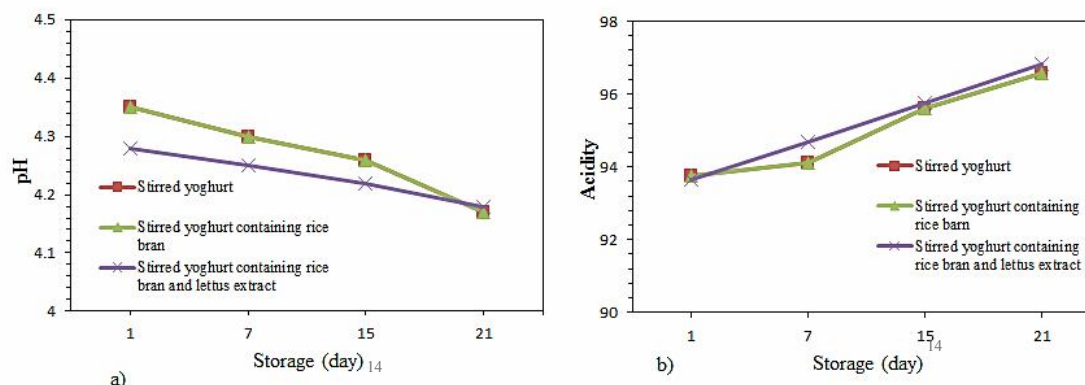 4.5
4.4
4.3
4.2
4.1
4
pH
Stirred yoghurt
Stirred yoghurt containing rice
bran
Stirred yoghurt containing rice
bran and lettus extract
1 7 15 21
Storage (day) 14
a)
98
96
94
92
90
Acidity
Stirred yoghurt
Stirred yoghurt containing
rice barn
Stirred yoghurt containing
rice bran and lettus extract
1 7 15 21
14
Storage (day)
b)